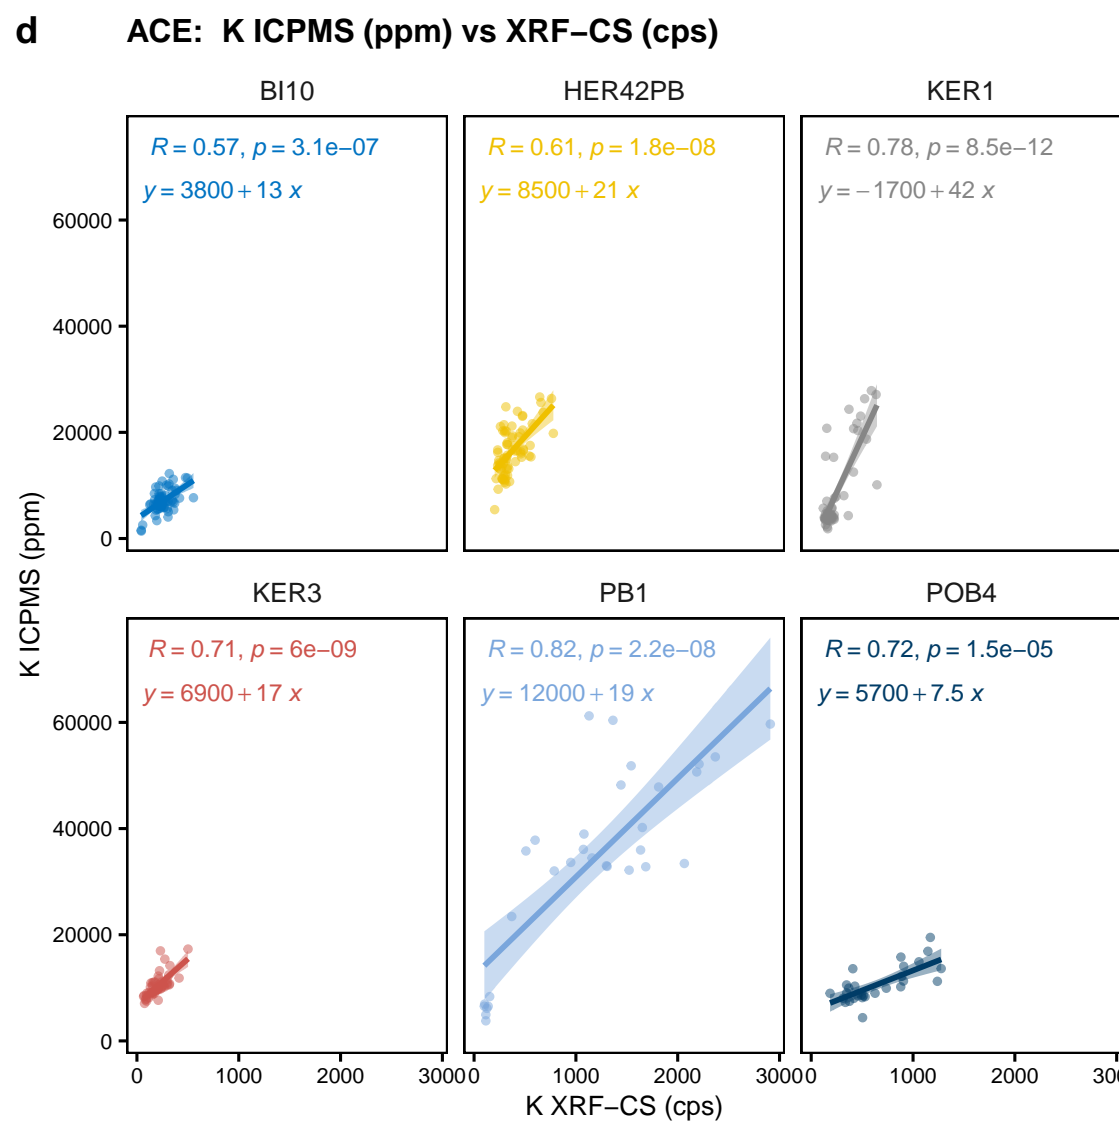 d ACE: K ICPMS (ppm) vs XRF−CS (cps)
BI10 HER42PB KER1
R = 0.57, p = 3.1e−07 R = 0.61, p = 1.8e−08 R = 0.78, p = 8.5e−12
y = 3800 + 13 x y = 8500 + 21 x y = −1700 + 42 x
60000
40000
20000
0
K ICPMS (ppm)
KER3 PB1 POB4
R = 0.71, p = 6e−09 R = 0.82, p = 2.2e−08 R = 0.72, p = 1.5e−05
y = 6900 + 17 x y = 12000 + 19 x y = 5700 + 7.5 x
60000
40000
20000
0
0 1000 2000 3000 0 1000 2000 3000 0 1000 2000 300
K XRF−CS (cps)